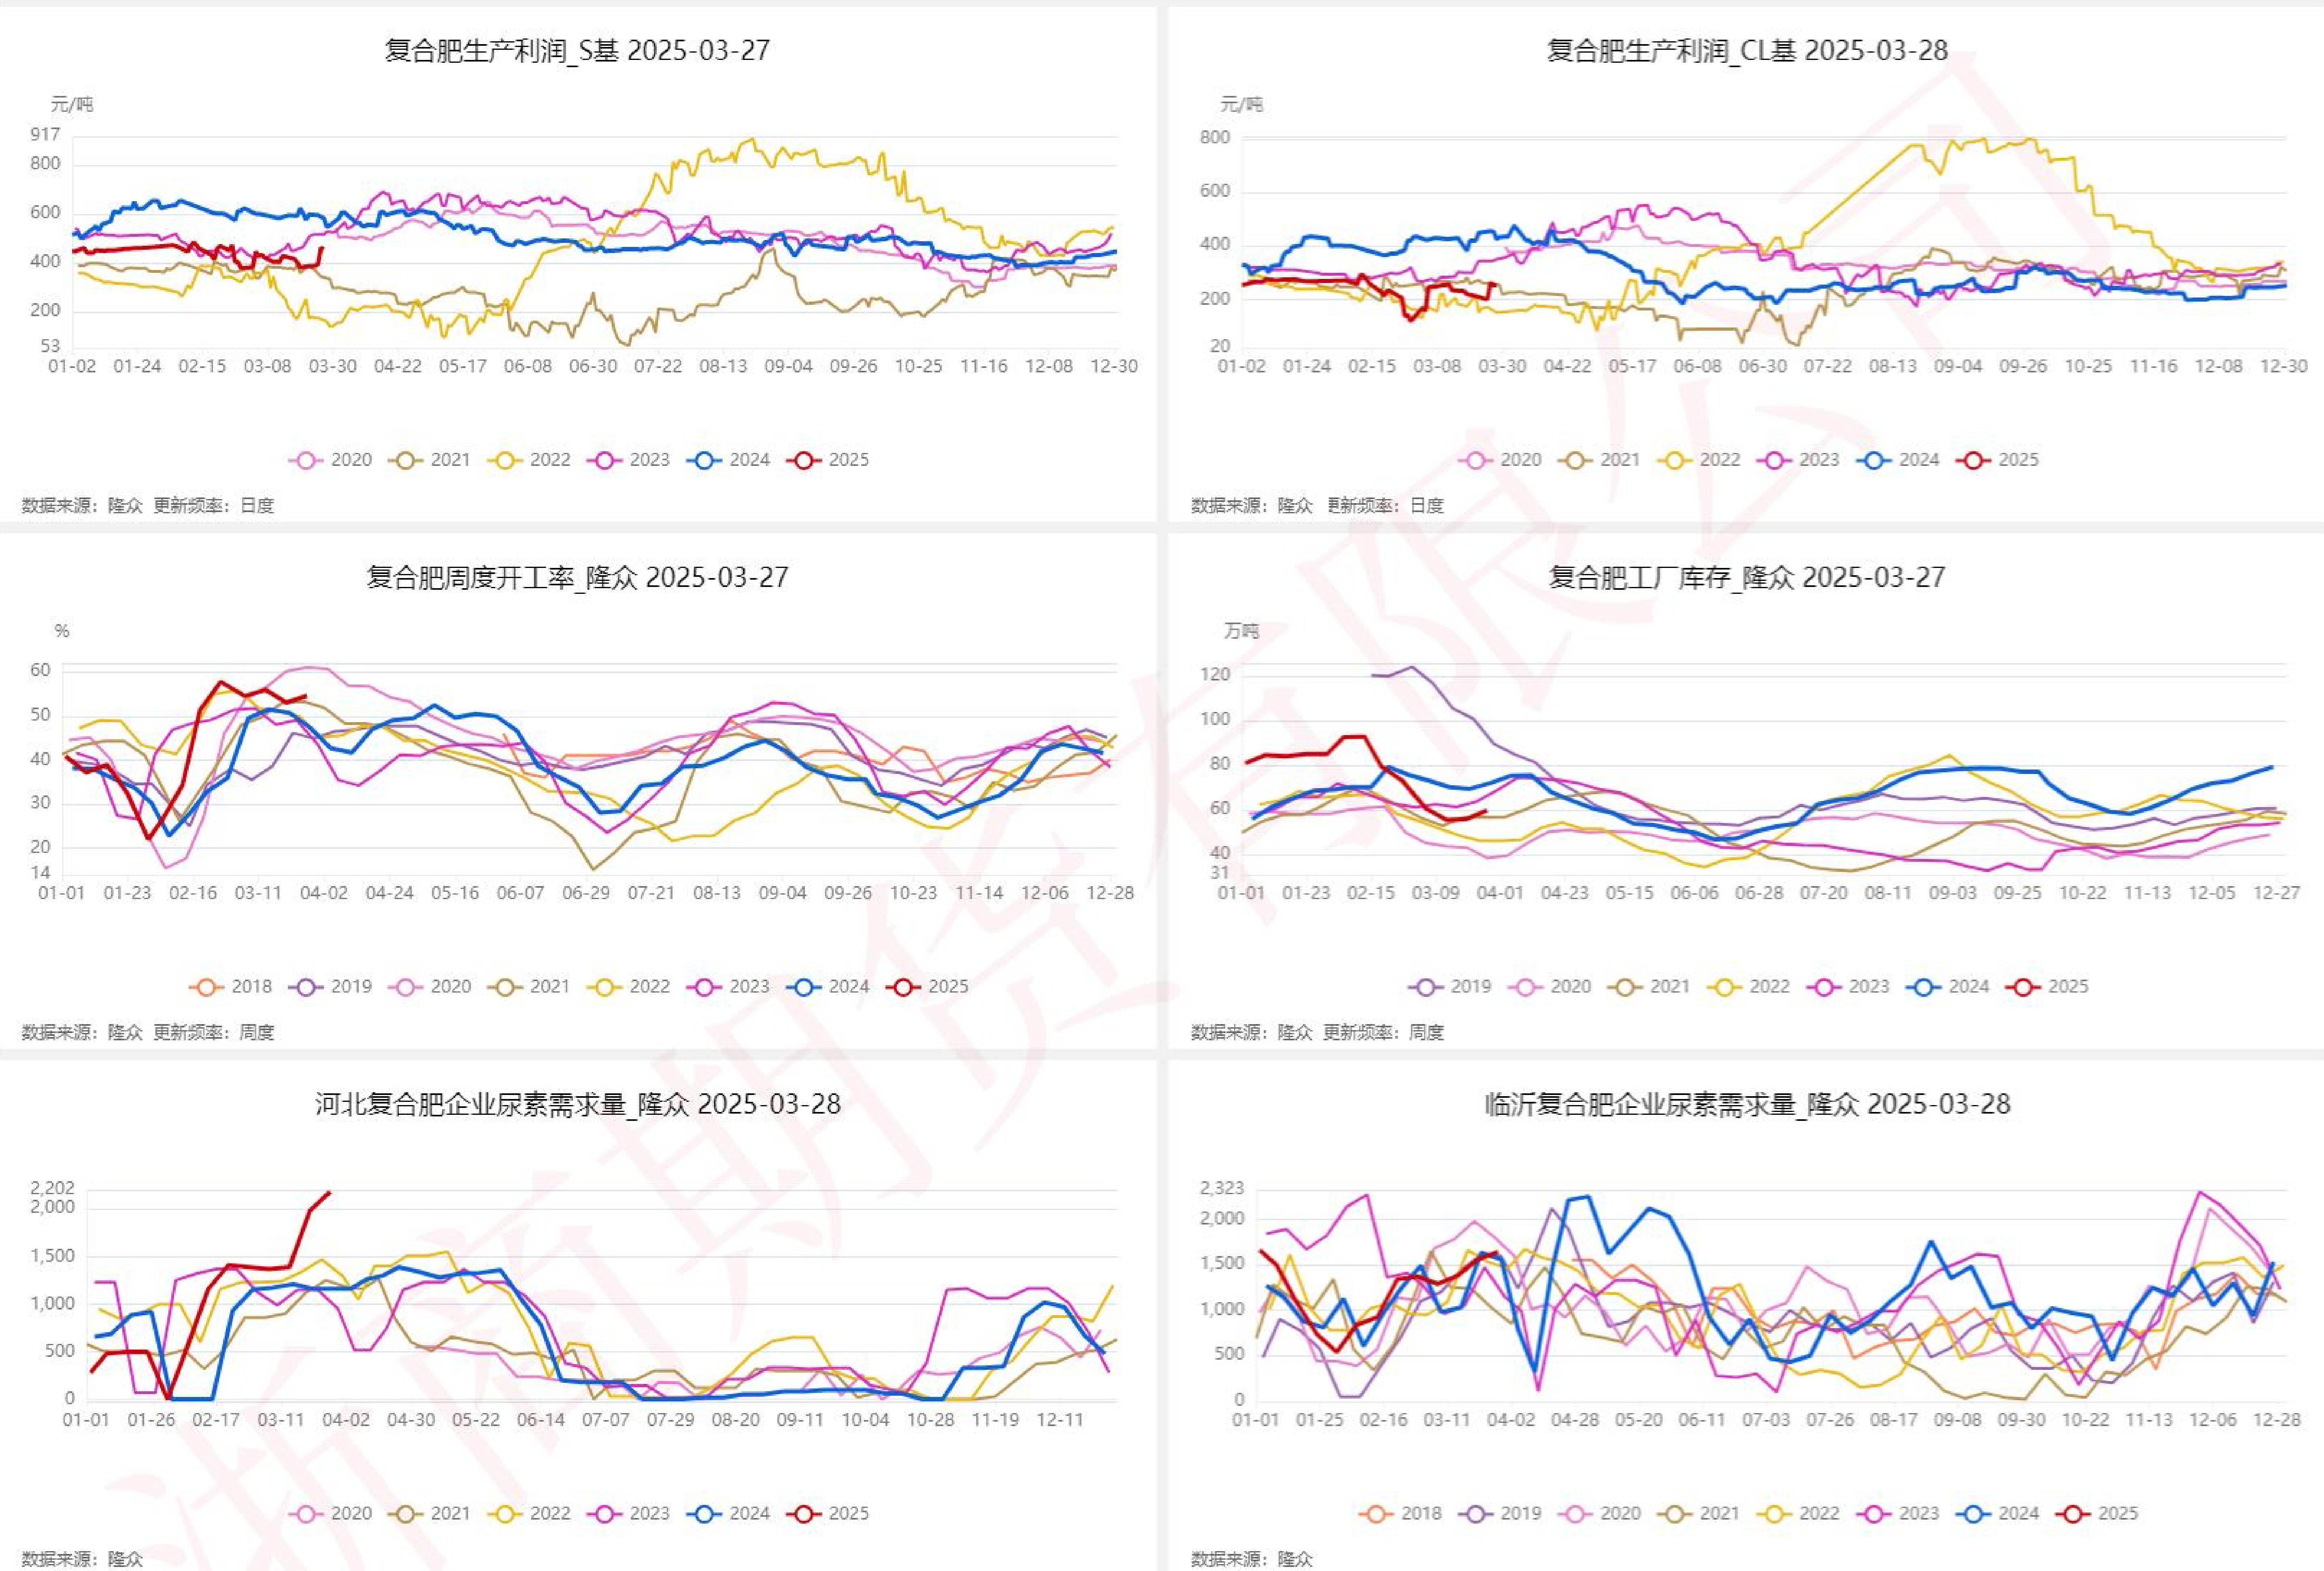 复合肥生产利润_S基 2025-03-27
元/吨
917
800
600
400
200
53
01-02 01-24 02-15 03-08 03-30 04-22 05-17 06-08 06-30 07-22 08-13 09-04 09-26 10-25 11-16 12-08 12-30
2020 2021 2022 2023 2024 2025
数据来源：隆众 更新频率：日度
复合肥生产利润_CL基 2025-03-28
元/吨
800
600
400
200
20
01-02 01-24 02-15 03-08 03-30 04-22 05-17 06-08 06-30 07-22 08-13 09-04 09-26 10-25 11-16 12-08 12-30
2020 2021 2022 2023 2024 2025
数据来源：隆众 更新频率：日度
复合肥周度开工率_隆众 2025-03-27
%
60
50
40
30
20
14
01-01 01-23 02-16 03-11 04-02 04-24 05-16 06-07 06-29 07-21 08-13 09-04 09-26 10-23 11-14 12-06 12-28
2018 2019 2020 2021 2022 2023 2024 2025
数据来源：隆众 更新频率：周度
复合肥工厂库存_隆众 2025-03-27
万吨
120
100
80
60
40
31
01-01 01-23 02-15 03-09 04-01 04-23 05-15 06-06 06-28 07-20 08-11 09-03 09-25 10-22 11-13 12-05 12-27
2019 2020 2021 2022 2023 2024 2025
数据来源：隆众 更新频率：周度
河北复合肥企业尿素需求量_隆众 2025-03-28
2,202
2,000
1,500
1,000
500
0
01-01 01-26 02-17 03-11 04-02 04-30 05-22 06-14 07-07 07-29 08-20 09-11 10-04 10-28 11-19 12-11
2020 2021 2022 2023 2024 2025
数据来源：隆众
临沂复合肥企业尿素需求量_隆众 2025-03-28
2,323
2,000
1,500
1,000
500
0
01-01 01-25 02-16 03-11 04-02 04-28 05-20 06-11 07-03 07-26 08-17 09-08 09-30 10-22 11-13 12-06 12-28
2018 2019 2020 2021 2022 2023 2024 2025
数据来源：隆众
浙商期货有限公司